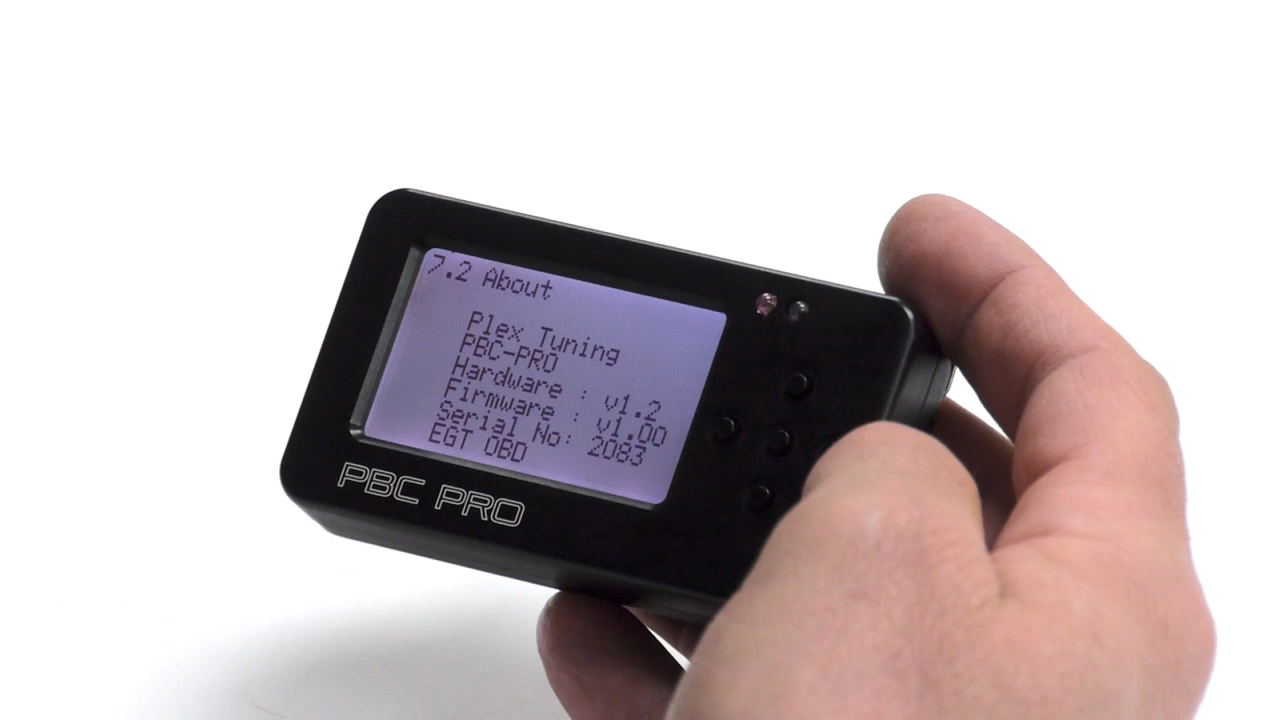 7.2 About
Plex Tuning
PBC-PRO
Hardware : v1.2
Firmware : v1.00
Serial No: 2083
EGT OBD
PBC PRO